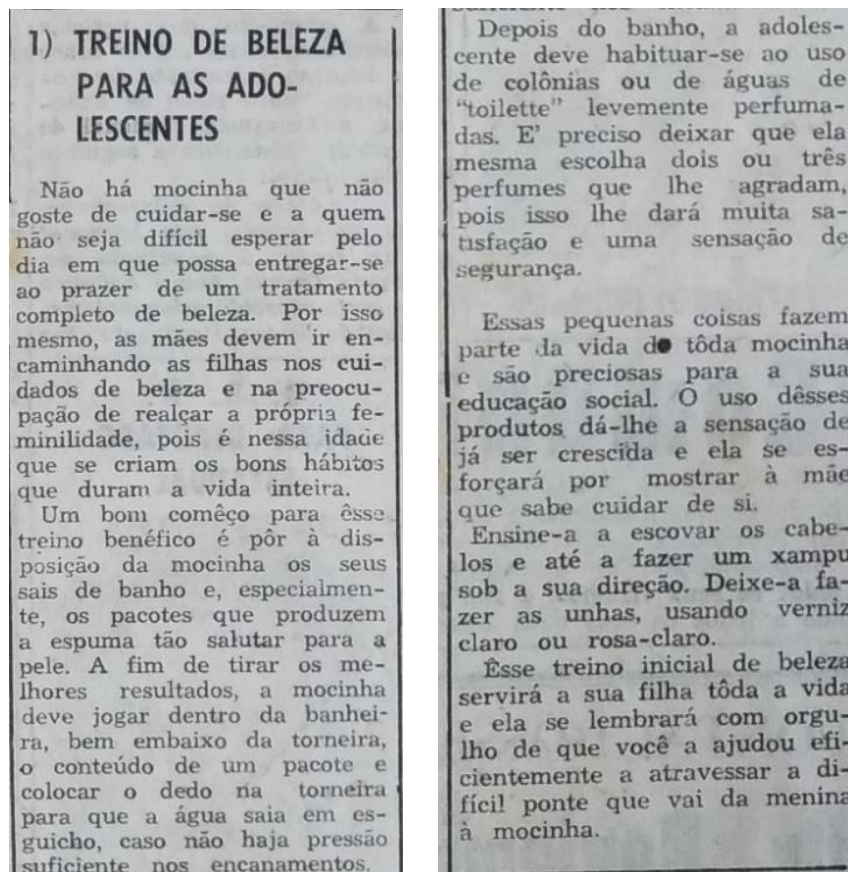 1) TREINO DE BELEZA
PARA AS ADO-
LESCENTES
Não há mocinha que não
goste de cuidar-se e a quem
não seja difícil esperar pelo
dia em que possa entregar-se
ao prazer de um tratamento
completo de beleza. Por isso
mesmo, as mães devem ir en-
caminhando as filhas nos cui-
dados de beleza e na preocu-
pação de realçar a própria fe-
minilidade, pois é nessa idade
que se criam os bons hábitos
que duram a vida inteira.
Um bom comêço para êsse
treino benéfico é pôr à dis-
posição da mocinha os seus
sais de banho e, especialmen-
te, os pacotes que produzem
a espuma tão salutar para a
pele. A fim de tirar os me-
lhores resultados, a mocinha
deve jogar dentro da banhei-
ra, bem embaixo da torneira,
o conteúdo de um pacote e
colocar o dedo na torneira
para que a água saia em es-
guicho, caso não haja pressão
suficiente nos encanamentos.
Depois do banho, a adoles-
cente deve habituar-se ao uso
de colônias ou de águas de
"toilette" levemente perfuma-
das. E' preciso deixar que ela
mesma escolha dois ou três
perfumes que lhe agradam,
pois isso lhe dará muita sa-
tisfação e uma sensação de
segurança.
Essas pequenas coisas fazem
parte da vida de tôda mocinha
e são preciosas para a sua
educação social. O uso dêsses
produtos dá-lhe a sensação de
já ser crescida e ela se es-
forçará por mostrar à mãe
que sabe cuidar de si.
Ensine-a a escovar os cabe-
los e até a fazer um xampu
sob a sua direção. Deixe-a fa-
zer as unhas, usando verniz
claro ou rosa-claro.
Êsse treino inicial de beleza
servirá a sua filha tôda a vida
e ela se lembrará com orgu-
lho de que você a ajudou efi-
cientemente a atravessar a di-
fícil ponte que vai da menina
à mocinha.